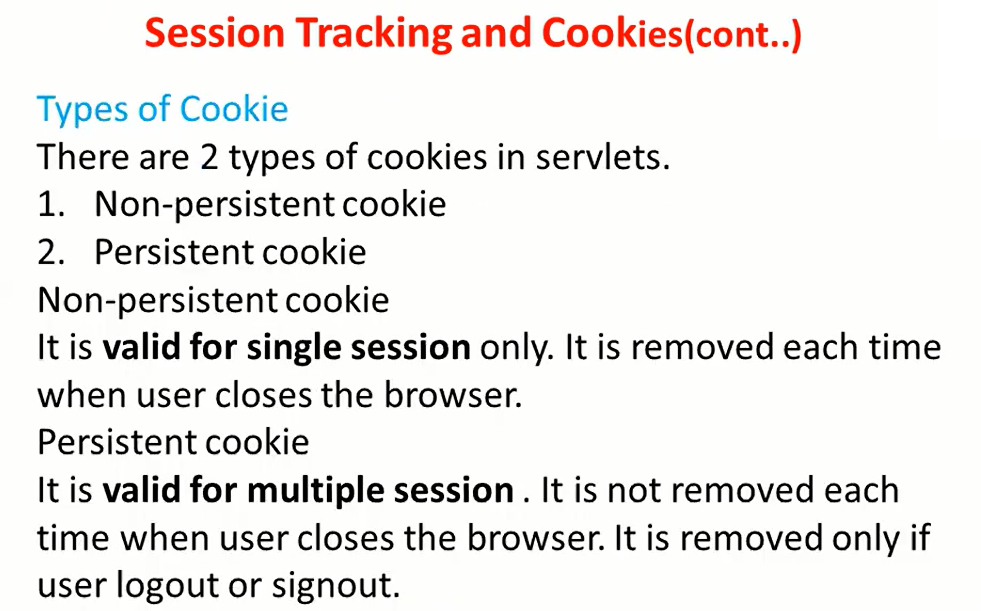 Session Tracking and Cookies(cont..)
Types of Cookie
There are 2 types of cookies in servlets.
1. Non-persistent cookie
2. Persistent cookie
Non-persistent cookie
It is valid for single session only. It is removed each time
when user closes the browser.
Persistent cookie
It is valid for multiple session . It is not removed each
time when user closes the browser. It is removed only if
user logout or signout.